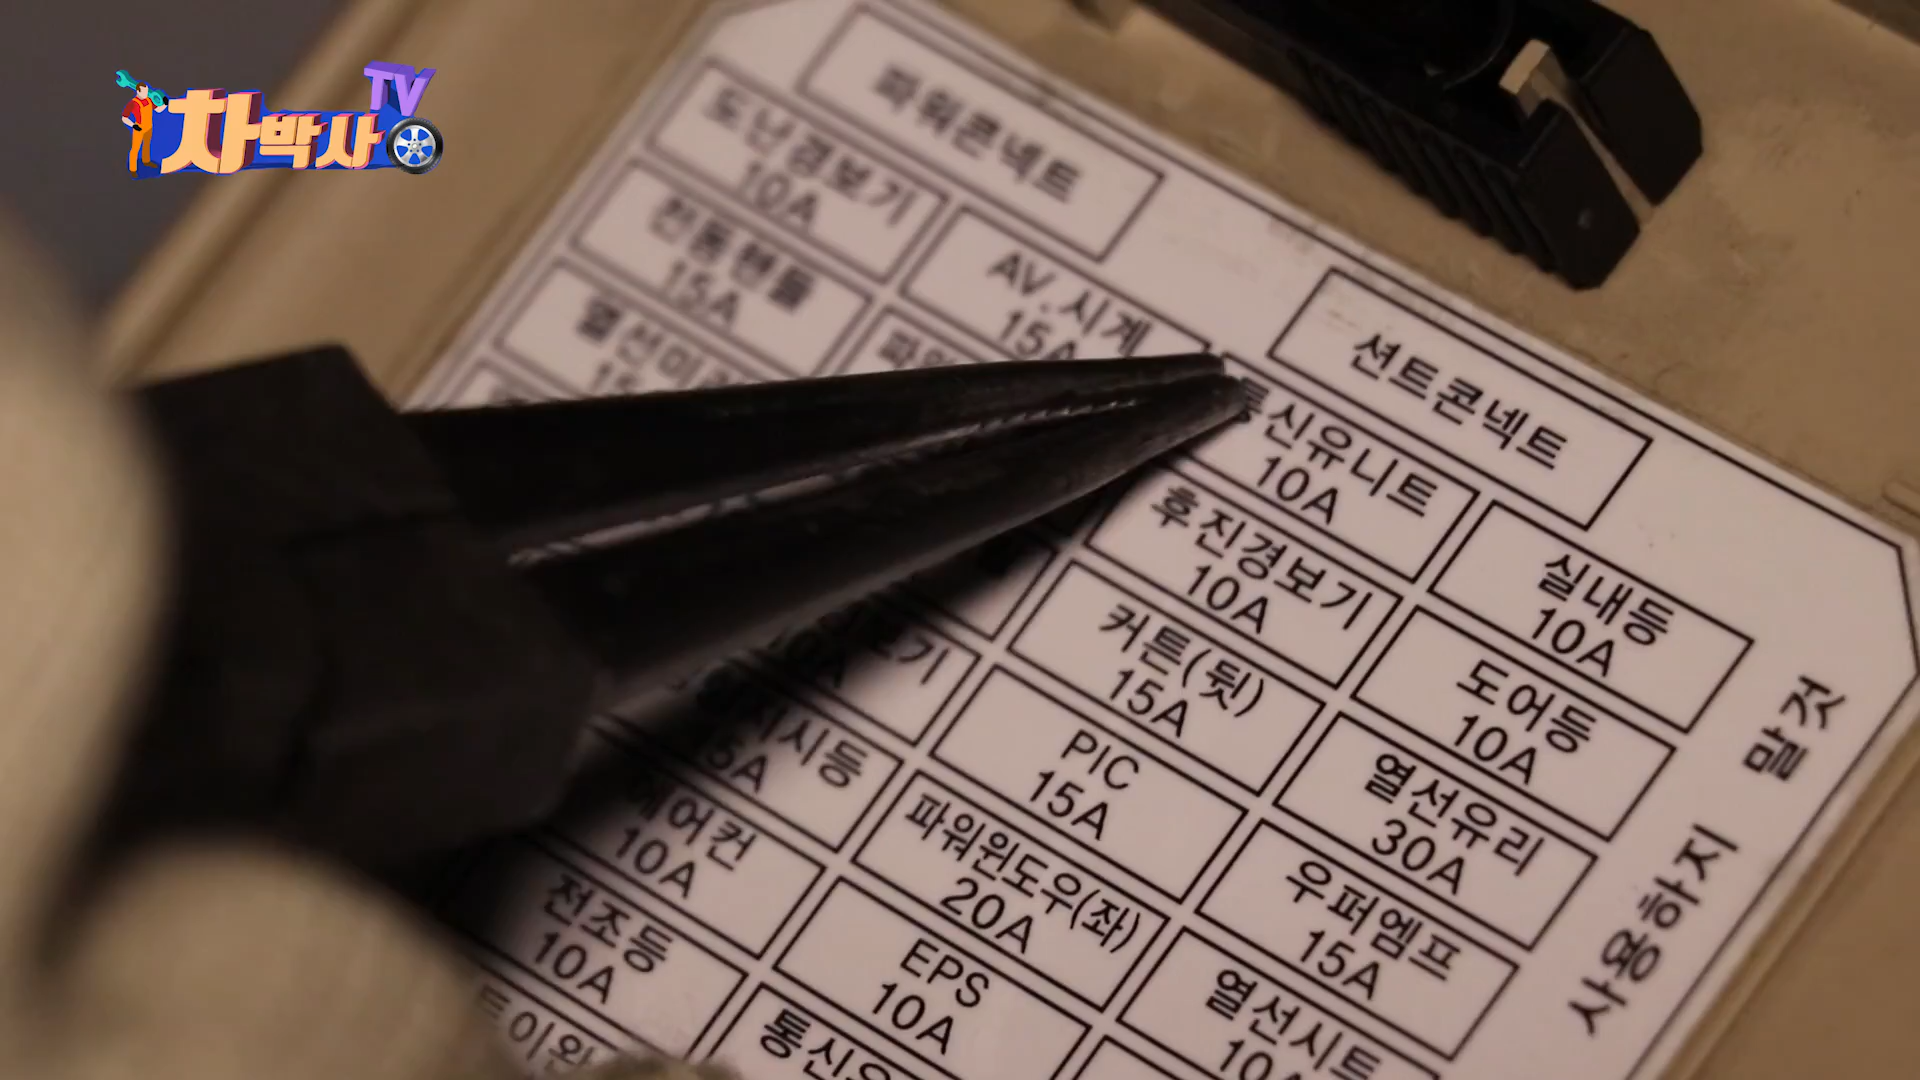 차박사 TV
파워콘넥트
도난경보기
10A
AV.시계
15A
션트콘넥트
전동핸들
15A
통신유니트
10A
실내등
10A
후진경보기
10A
도어등
10A
커튼(뒷)
15A
열선유리
30A
PIC
15A
우퍼엠프
15A
에어컨
10A
파워윈도우(좌)
20A
열선시트
전조등
10A
EPS
10A
사용하지 말것